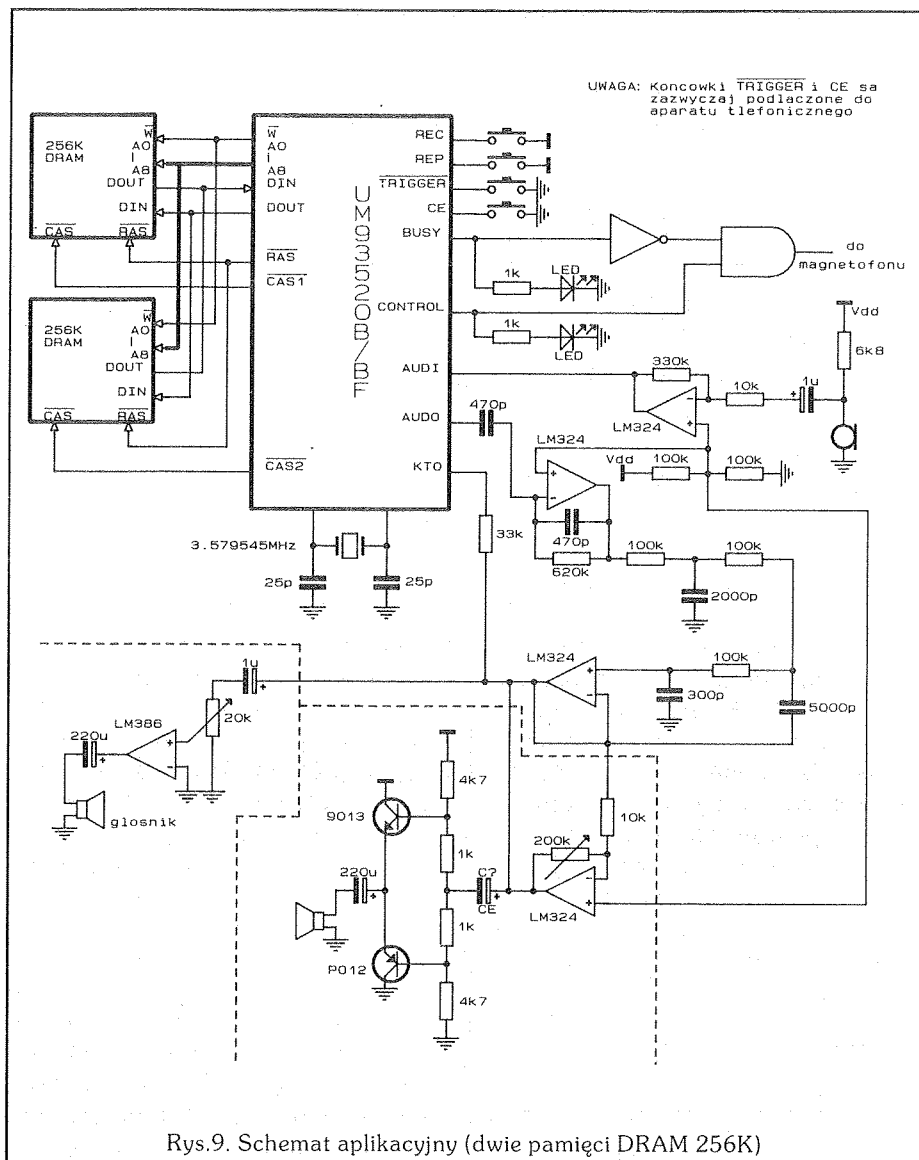 UWAGA: Koncowki TRIGGER i CE sa
zazwyczaj podlaczone do
aparatu tlefonicznego
256K
DRAM
W
A0
I
A8
DOUT
DIN
CAS
RAS
256K
DRAM
W
A0
I
A8
DOUT
DIN
CAS
RAS
W
A0
I
A8
DIN
DOUT
RAS
CAS1
CAS2
UM93520B/BF
REC
REP
TRIGGER
CE
BUSY
CONTROL
AUDI
AUDO
KTO
1k
LED
1k
LED
do
magnetofonu
Vdd
6k8
330k
10k
1u
LM324
470p
LM324
Vdd
100k
100k
470p
620k
100k
100k
2000p
33k
3.579545MHz
25p
25p
LM324
100k
300p
5000p
1u
20k
LM386
220u
glosnik
4k7
9013
1k
220u
C?
CE
1k
P012
4k7
10k
200k
LM324
Rys.9. Schemat aplikacyjny (dwie pamięci DRAM 256K)